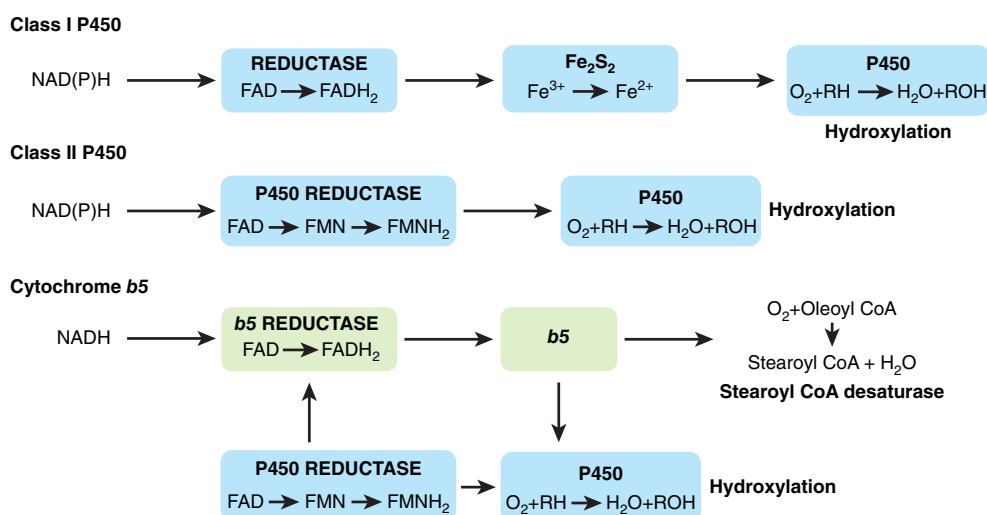 Class I P450
NAD(P)H
REDUCTASE
FAD → FADH₂
Fe₂S₂
Fe³⁺ → Fe²⁺
P450
O₂+RH → H₂O+ROH
Hydroxylation
Class II P450
NAD(P)H
P450 REDUCTASE
FAD → FMN → FMNH₂
P450
O₂+RH → H₂O+ROH
Hydroxylation
Cytochrome b5
NADH
b5 REDUCTASE
FAD → FADH₂
b5
O₂+Oleoyl CoA
Stearoyl CoA + H₂O
Stearoyl CoA desaturase
P450 REDUCTASE
FAD → FMN → FMNH₂
P450
O₂+RH → H₂O+ROH
Hydroxylation